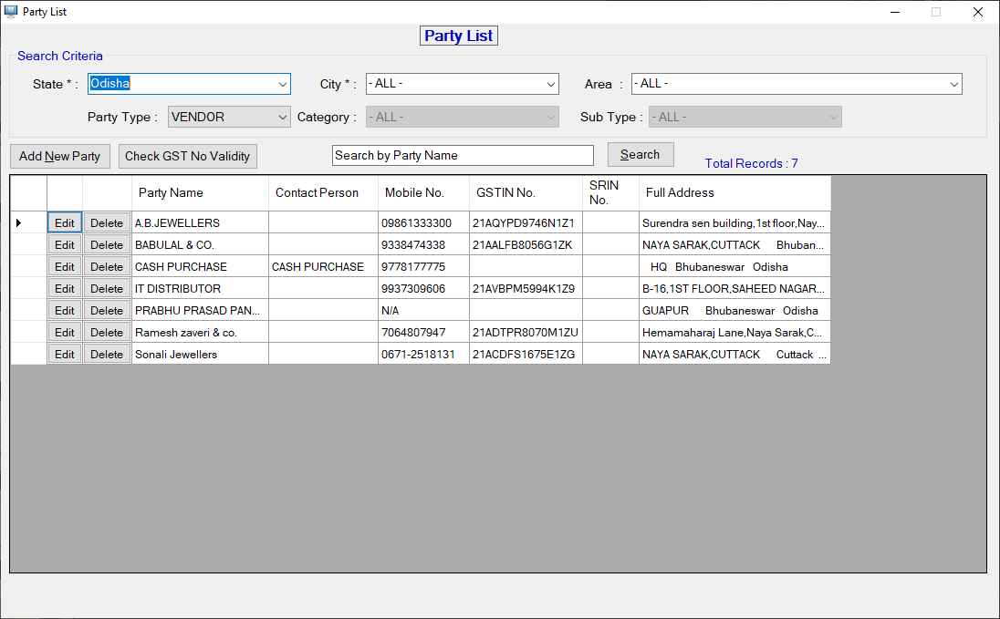 Party List
Party List
Search Criteria
State * : Odisha City * : - ALL - Area : - ALL -
Party Type : VENDOR Category : - ALL - Sub Type : - ALL -
Add New Party Check GST No Validity Search by Party Name Search Total Records : 7
Party Name Contact Person Mobile No. GSTIN No. SRIN No. Full Address
Edit Delete A.B.JEWELLERS 09861333300 21AQYPD9746N1Z1 Surendra sen building,1st floor,Nay...
Edit Delete BABULAL & CO. 9338474338 21AALFB8056G1ZK NAYA SARAK,CUTTACK Bhuban...
Edit Delete CASH PURCHASE CASH PURCHASE 9778177775 HQ Bhubaneswar Odisha
Edit Delete IT DISTRIBUTOR 9937309606 21AVBPM5994K1Z9 B-16,1ST FLOOR,SAHEED NAGAR...
Edit Delete PRABHU PRASAD PAN... N/A GUAPUR Bhubaneswar Odisha
Edit Delete Ramesh zaveri & co. 7064807947 21ADTPR8070M1ZU Hemamaharaj Lane,Naya Sarak,C...
Edit Delete Sonali Jewellers 0671-2518131 21ACDFS1675E1ZG NAYA SARAK,CUTTACK Cuttack ...